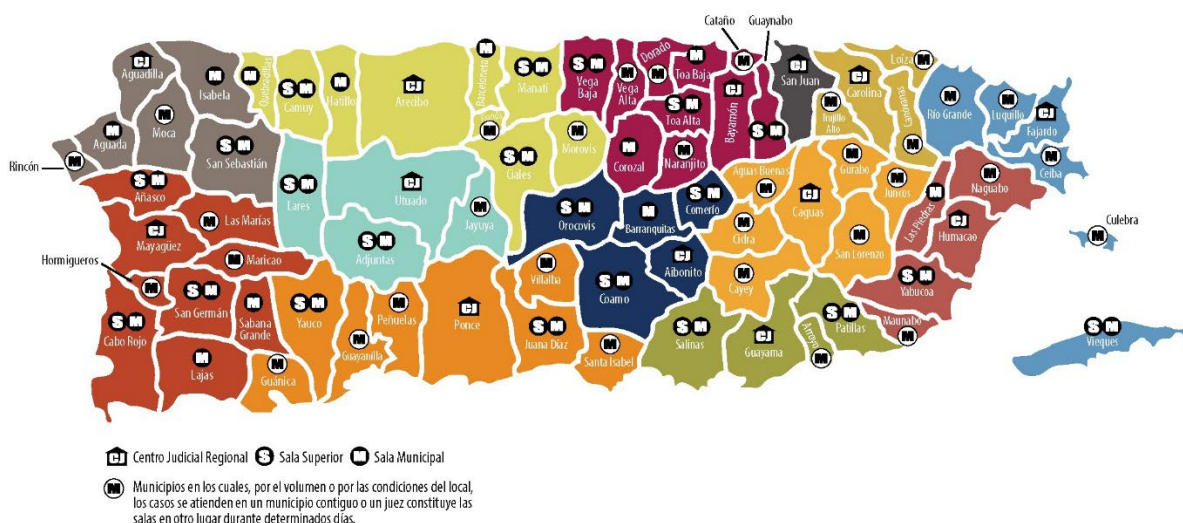 Cataño
Guaynabo
Aguadilla
Isabela
Quebradillas
Camuy
Hatillo
Arecibo
Barceloneta
Manatí
Vega
Baja
Vega
Alta
Dorado
Toa Baja
San Juan
Carolina
Loíza
Moca
Aguada
Rincón
San Sebastián
Lares
Utuado
Ciales
Morovis
Corozal
Toa Alta
Naranjito
Bayamón
Trujillo
Alto
Canóvanas
Río Grande
Luquillo
Fajardo
Ceiba
Añasco
Las Marías
Mayagüez
Maricao
Hormigueros
Adjuntas
Jayuya
Orocovis
Barranquitas
Comerío
Aguas Buenas
Gurabo
Juncos
Caguas
Cidra
San Lorenzo
Las Piedras
Naguabo
Humacao
Culebra
Cabo Rojo
San Germán
Sabana
Grande
Lajas
Yauco
Guánica
Guayanilla
Peñuelas
Ponce
Villalba
Juana Díaz
Coamo
Aibonito
Cayey
Santa Isabel
Salinas
Guayama
Arroyo
Patillas
Yabucoa
Maunabo
Vieques
CJ Centro Judicial Regional S Sala Superior M Sala Municipal
M Municipios en los cuales, por el volumen o por las condiciones del local,
los casos se atienden en un municipio contiguo o un juez constituye las
salas en otro lugar durante determinados días.